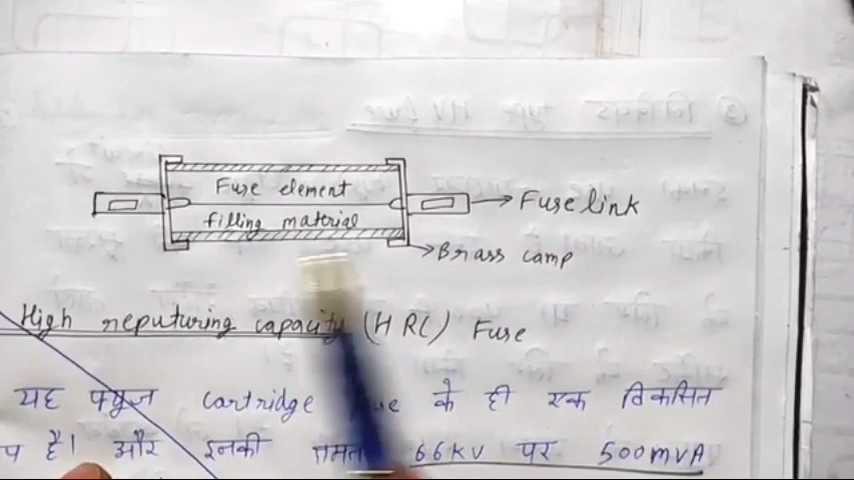 Fuse element
filling material
Fuse link
Brass camp
High reputuring capacity (HRC) Fuse
यह फ्युज cartridge के ही एक विकसित
है। और इनकी 66kV पर 500mVA